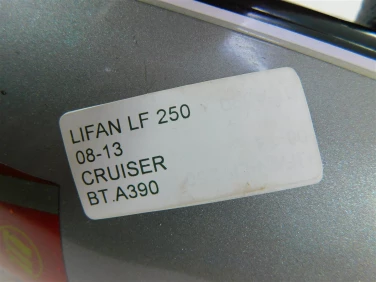 LIFAN LF 250
08-13
CRUISER
BT.A390